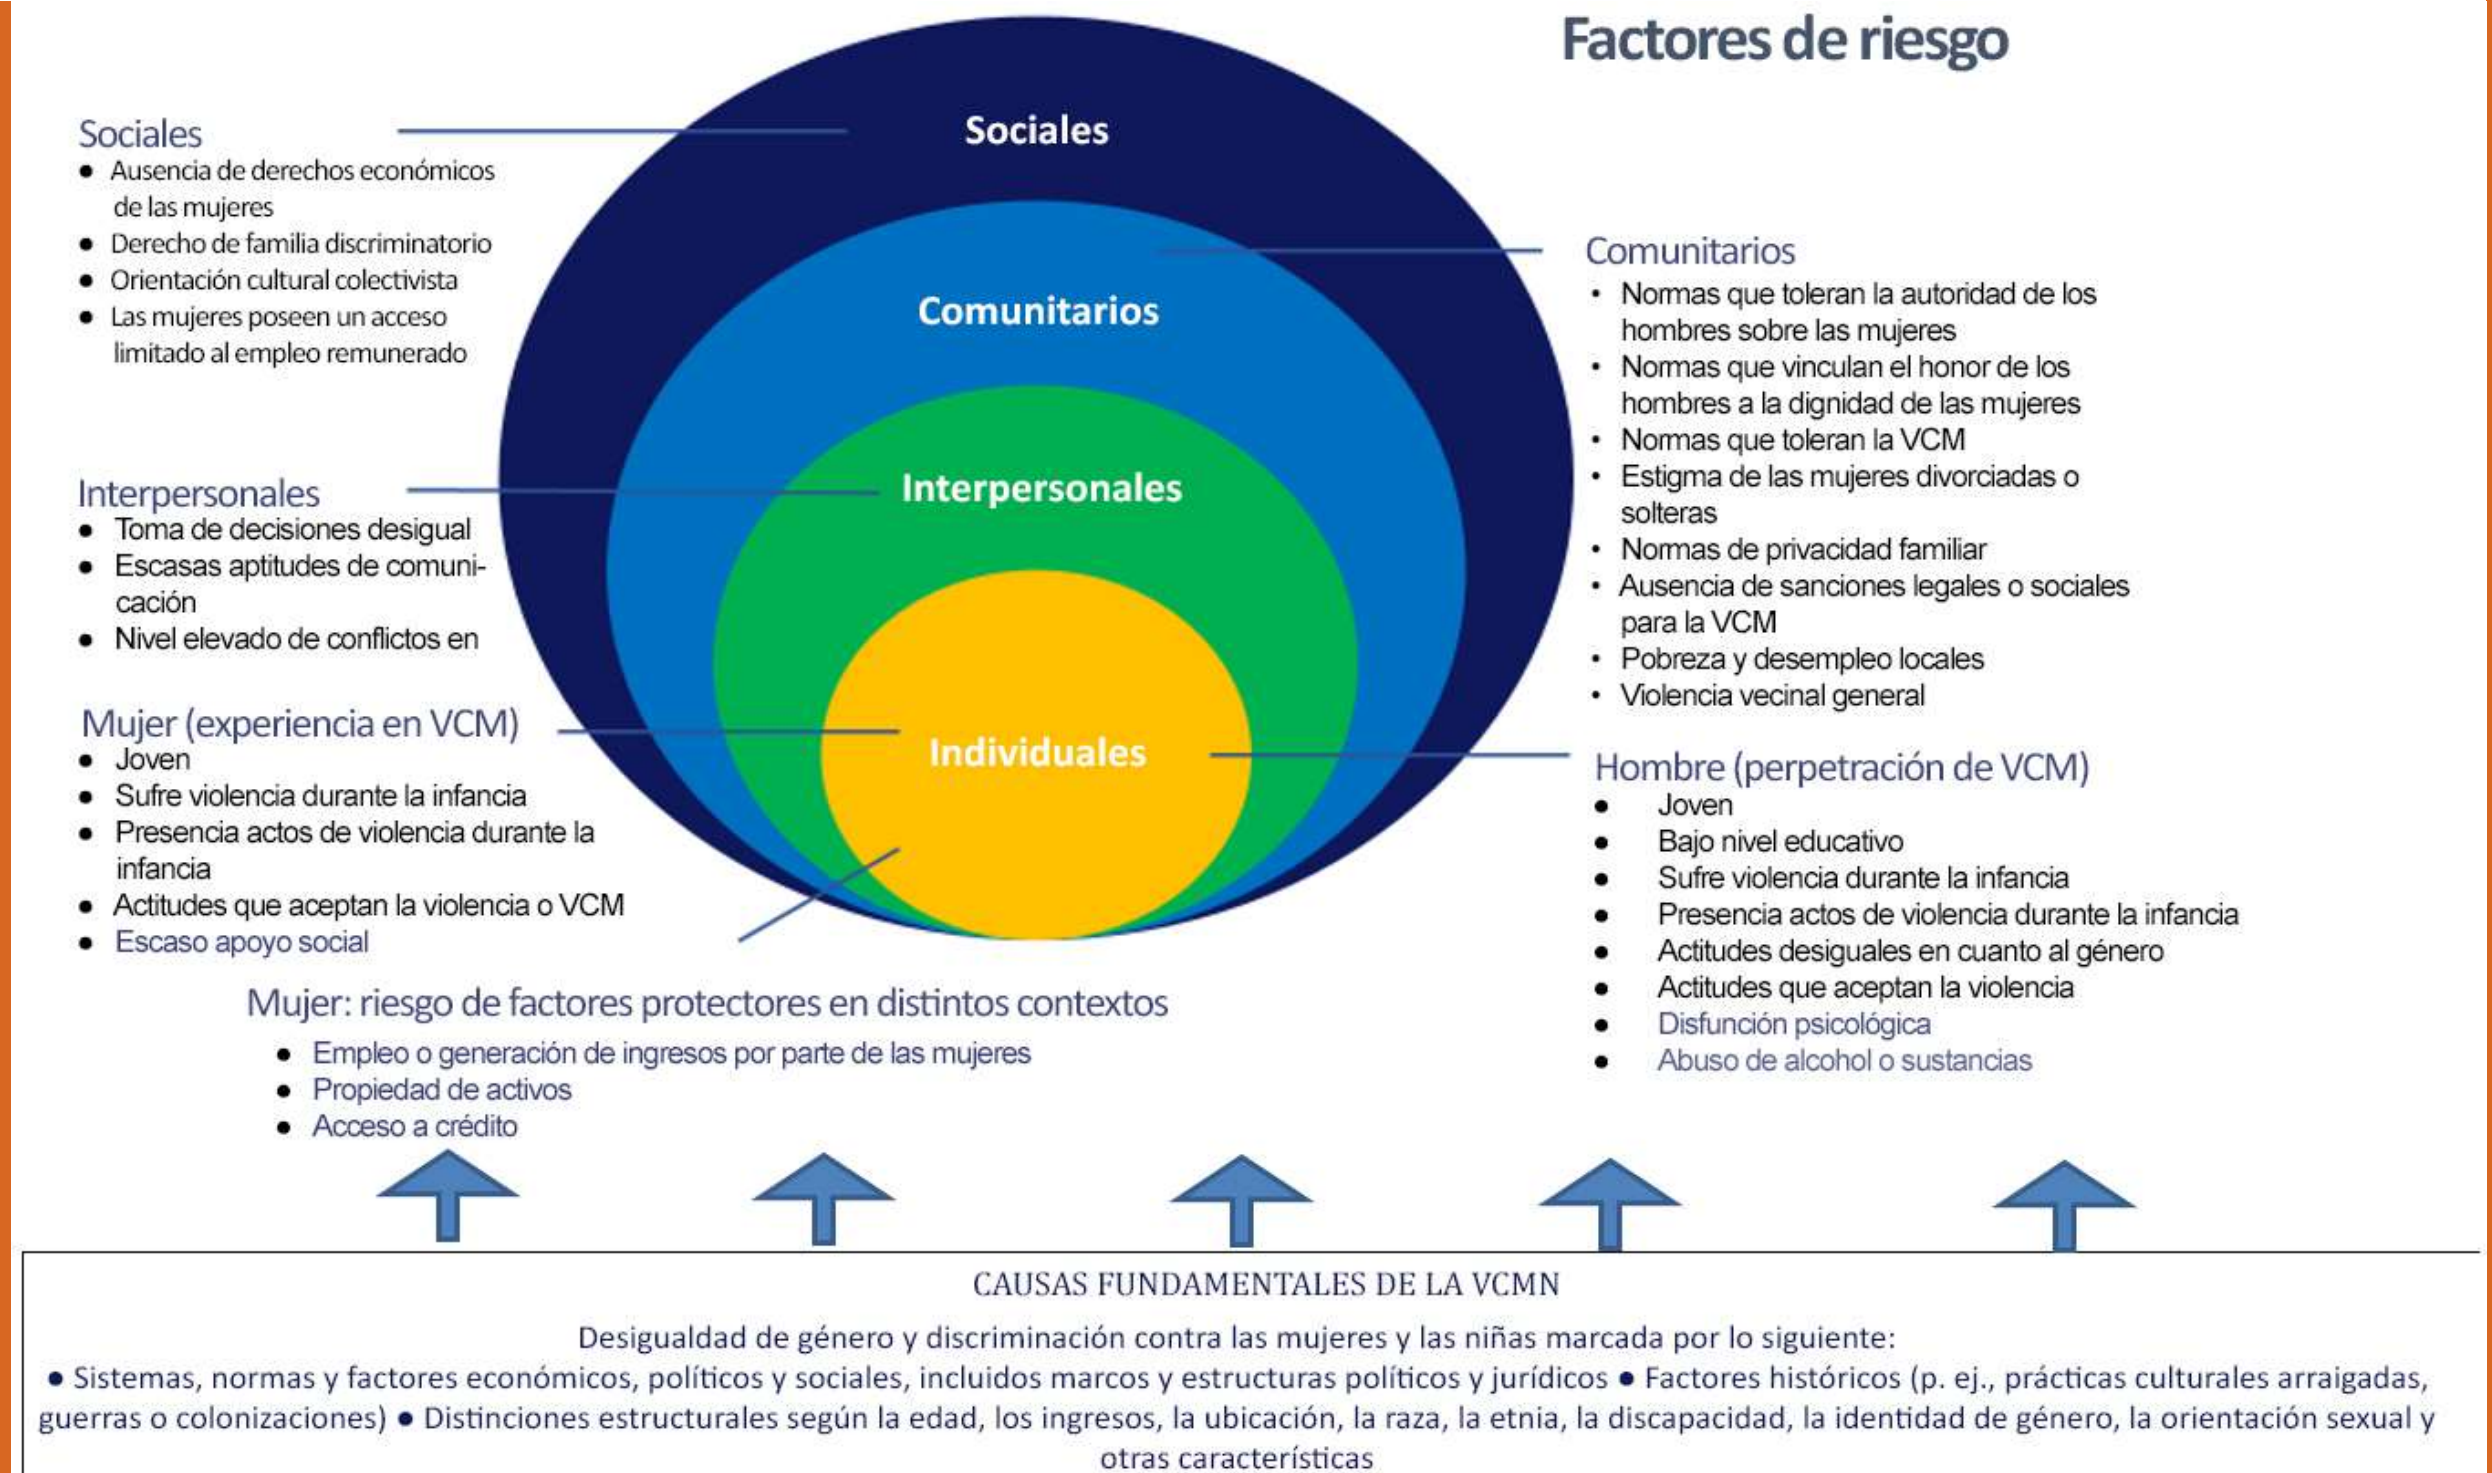 Factores de riesgo
Sociales
● Ausencia de derechos económicos
de las mujeres
● Derecho de familia discriminatorio
● Orientación cultural colectivista
● Las mujeres poseen un acceso
limitado al empleo remunerado
Interpersonales
● Toma de decisiones desigual
● Escasas aptitudes de comuni-
cación
● Nivel elevado de conflictos en
Mujer (experiencia en VCM)
● Joven
● Sufre violencia durante la infancia
● Presencia actos de violencia durante la
infancia
● Actitudes que aceptan la violencia o VCM
● Escaso apoyo social
Mujer: riesgo de factores protectores en distintos contextos
● Empleo o generación de ingresos por parte de las mujeres
● Propiedad de activos
● Acceso a crédito
Sociales
Comunitarios
Interpersonales
Individuales
Comunitarios
• Normas que toleran la autoridad de los
hombres sobre las mujeres
• Normas que vinculan el honor de los
hombres a la dignidad de las mujeres
• Normas que toleran la VCM
• Estigma de las mujeres divorciadas o
solteras
• Normas de privacidad familiar
• Ausencia de sanciones legales o sociales
para la VCM
• Pobreza y desempleo locales
• Violencia vecinal general
Hombre (perpetración de VCM)
● Joven
● Bajo nivel educativo
● Sufre violencia durante la infancia
● Presencia actos de violencia durante la infancia
● Actitudes desiguales en cuanto al género
● Actitudes que aceptan la violencia
● Disfunción psicológica
● Abuso de alcohol o sustancias
CAUSAS FUNDAMENTALES DE LA VCMN
Desigualdad de género y discriminación contra las mujeres y las niñas marcada por lo siguiente:
● Sistemas, normas y factores económicos, políticos y sociales, incluidos marcos y estructuras políticos y jurídicos ● Factores históricos (p. ej., prácticas culturales arraigadas,
guerras o colonizaciones) ● Distinciones estructurales según la edad, los ingresos, la ubicación, la raza, la etnia, la discapacidad, la identidad de género, la orientación sexual y
otras características